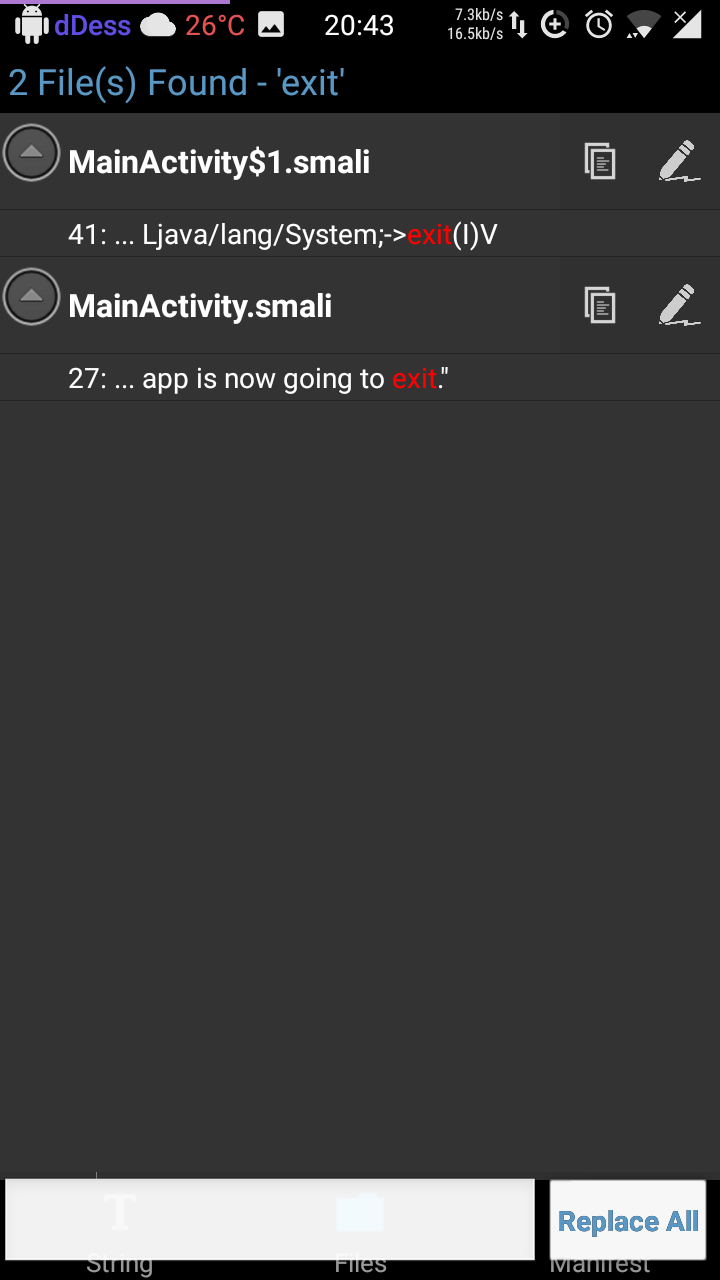 dDess 26°C 20:43 7.3kb/s
16.5kb/s
2 File(s) Found - 'exit'
MainActivity$1.smali
41: ... Ljava/lang/System;->exit(I)V
MainActivity.smali
27: ... app is now going to exit."
T
Replace All
String Files Manifest